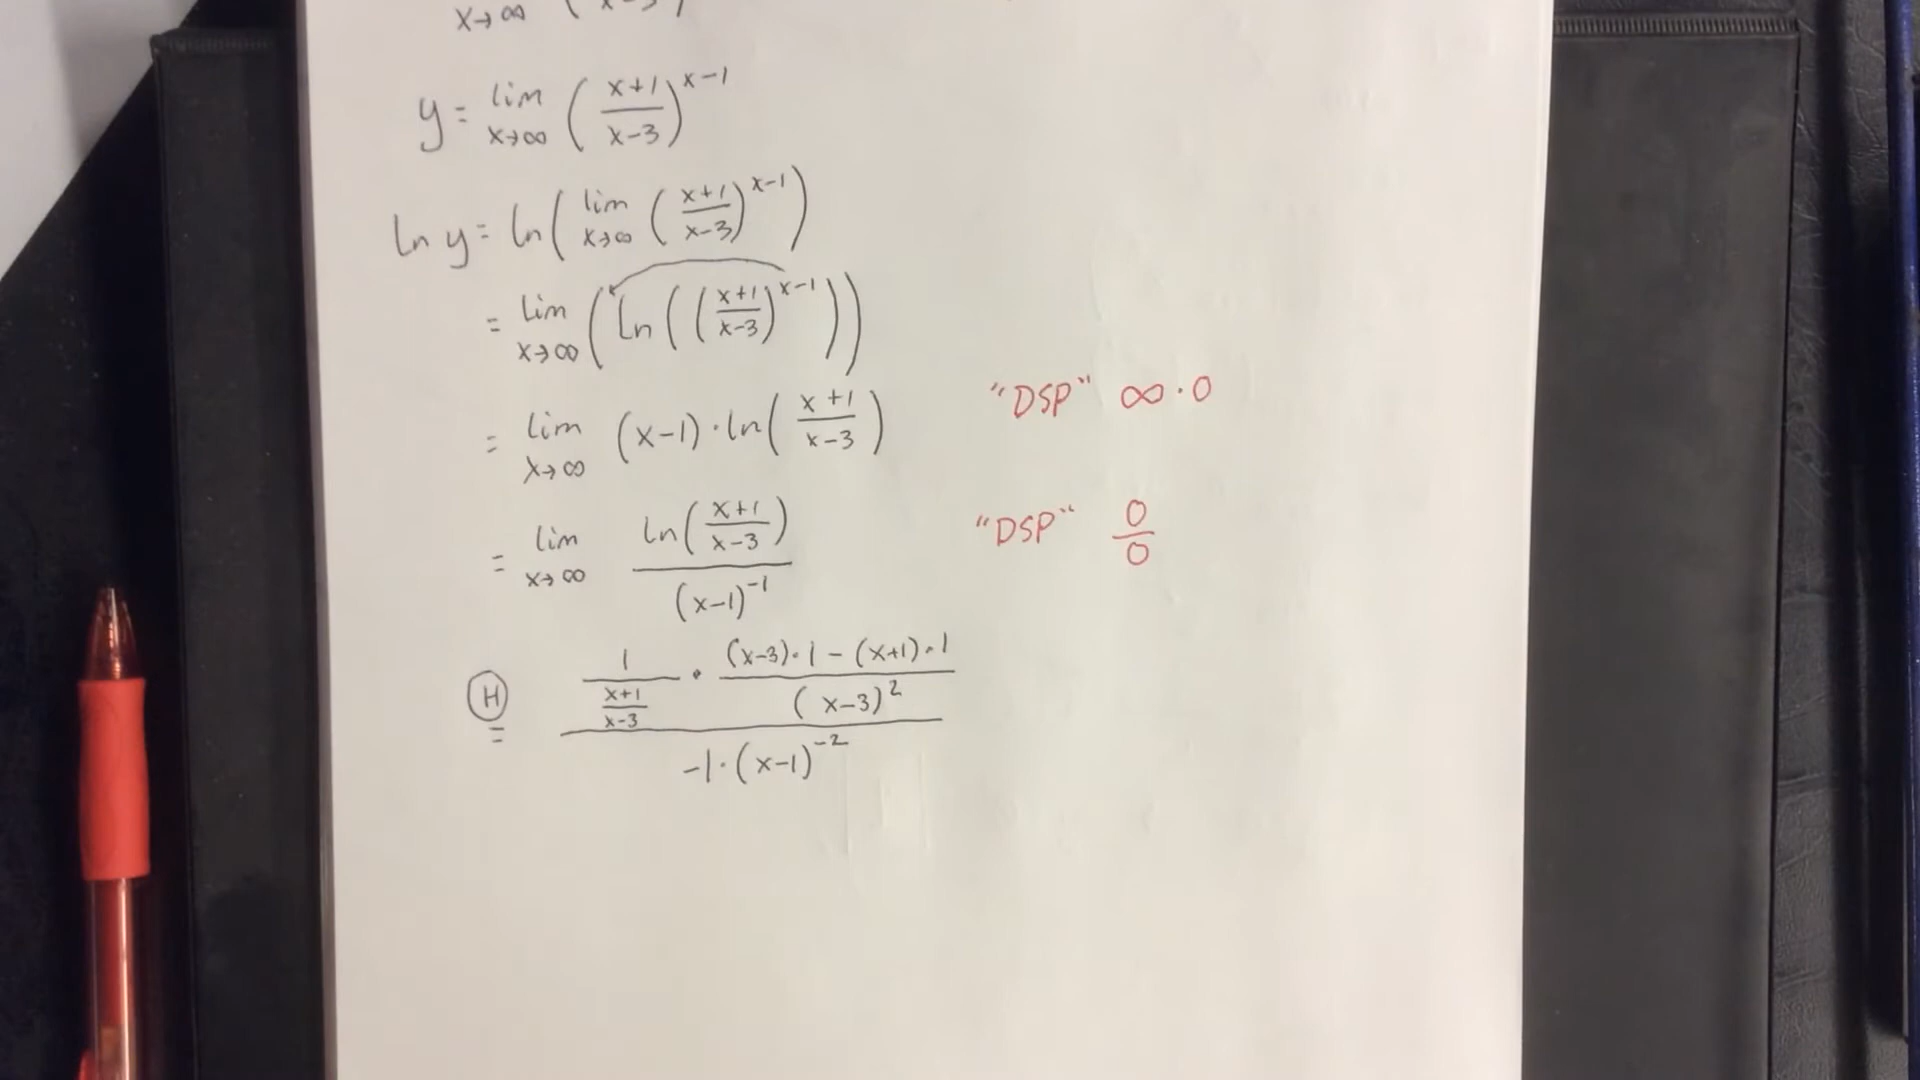 x→∞ (x-3)
y = lim x→∞ ((x+1)/(x-3))^(x-1)
ln y = ln( lim x→∞ ((x+1)/(x-3))^(x-1) )
= lim x→∞ ( ln( ((x+1)/(x-3))^(x-1) ) )
= lim x→∞ (x-1)·ln( (x+1)/(x-3) ) "DSP" ∞·0
= lim x→∞ ln( (x+1)/(x-3) ) / (x-1)^(-1) "DSP" 0/0
Ⓗ = ( 1/((x+1)/(x-3)) · ((x-3)·1 - (x+1)·1)/(x-3)^2 ) / ( -1·(x-1)^(-2) )